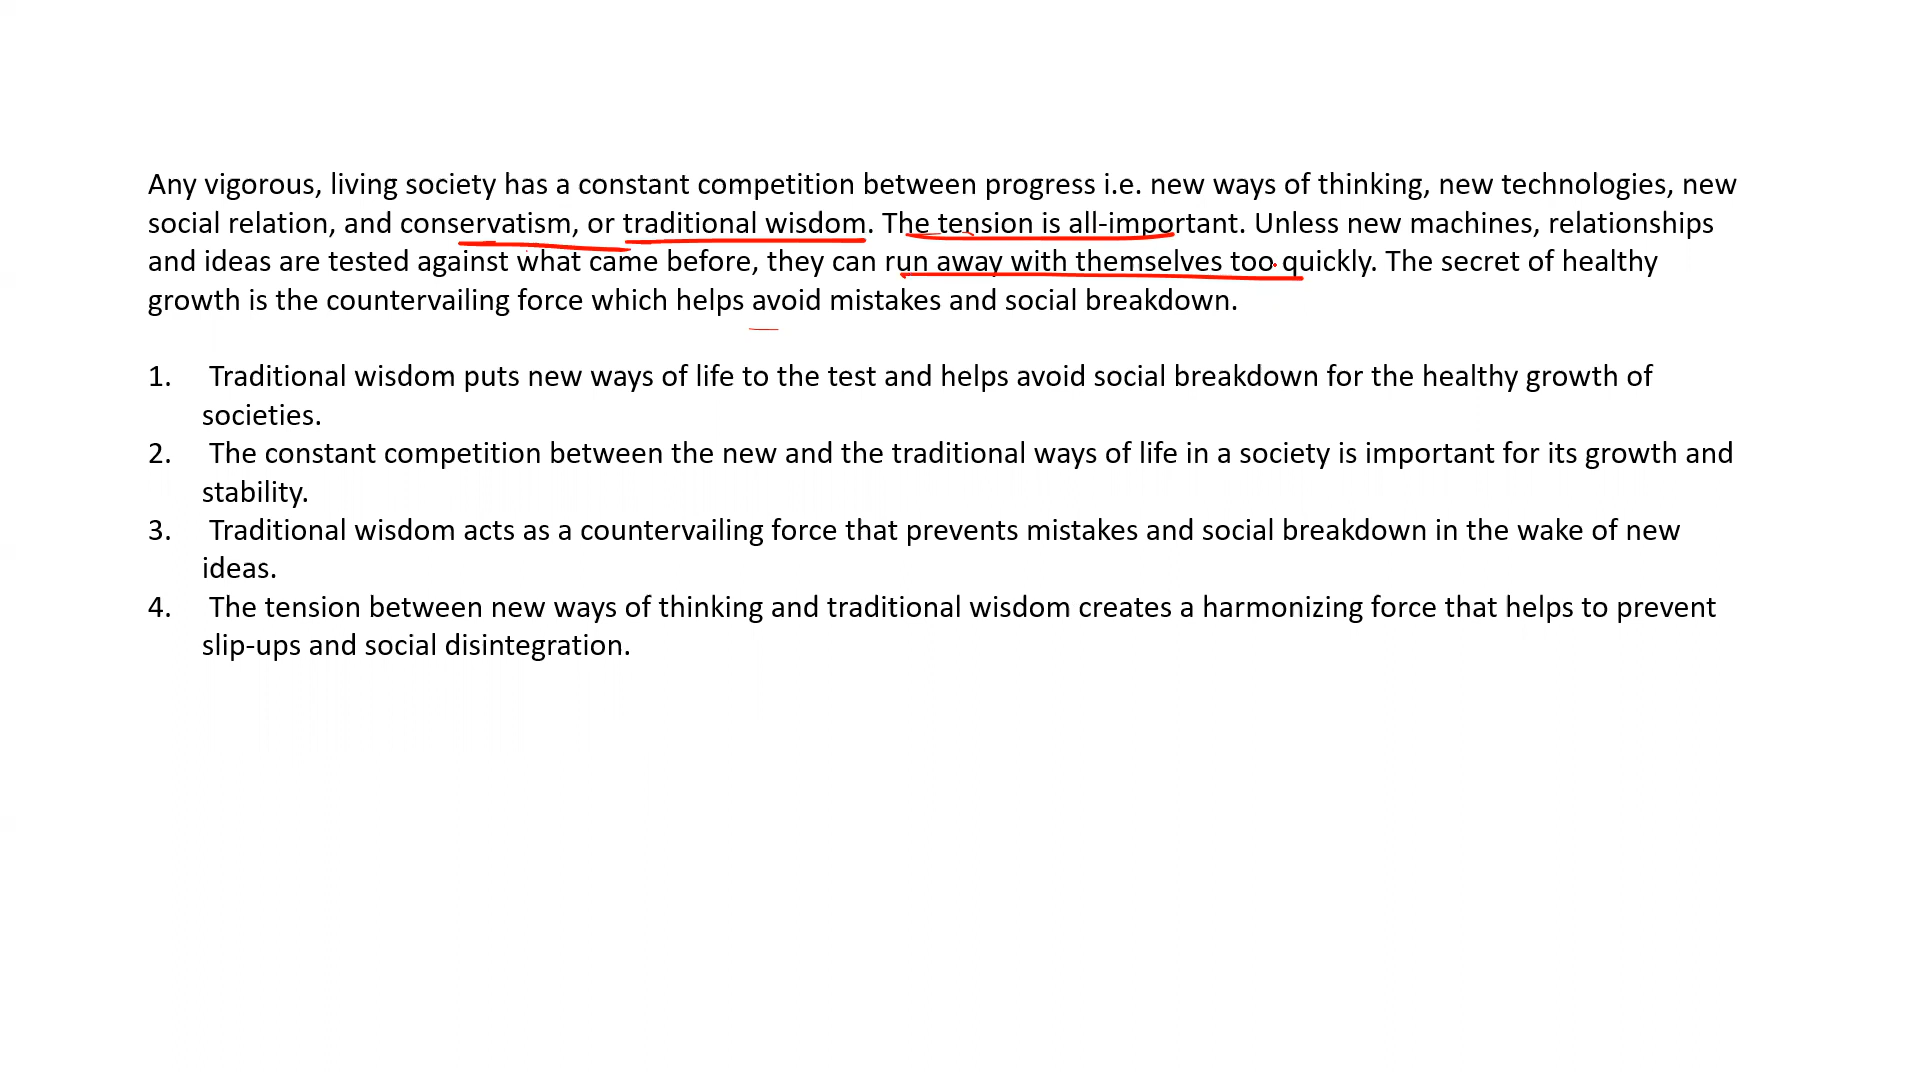 Any vigorous, living society has a constant competition between progress i.e. new ways of thinking, new technologies, new
social relation, and conservatism, or traditional wisdom. The tension is all-important. Unless new machines, relationships
and ideas are tested against what came before, they can run away with themselves too quickly. The secret of healthy
growth is the countervailing force which helps avoid mistakes and social breakdown.
1. Traditional wisdom puts new ways of life to the test and helps avoid social breakdown for the healthy growth of
societies.
2. The constant competition between the new and the traditional ways of life in a society is important for its growth and
stability.
3. Traditional wisdom acts as a countervailing force that prevents mistakes and social breakdown in the wake of new
ideas.
4. The tension between new ways of thinking and traditional wisdom creates a harmonizing force that helps to prevent
slip-ups and social disintegration.